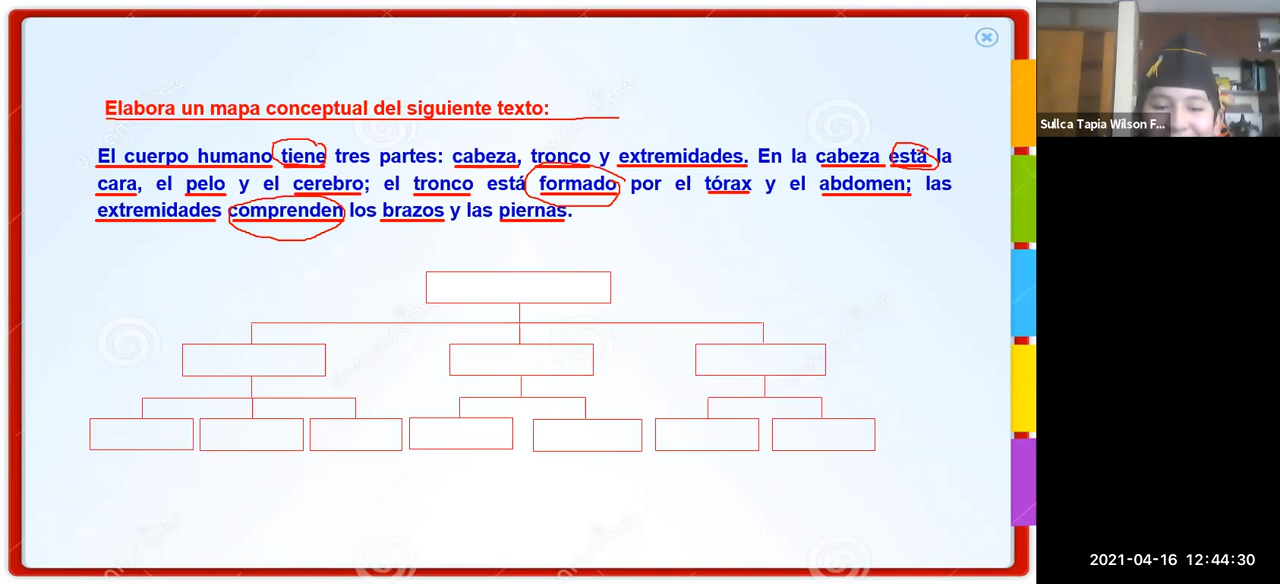 Elabora un mapa conceptual del siguiente texto:
El cuerpo humano tiene tres partes: cabeza, tronco y extremidades. En la cabeza está la
cara, el pelo y el cerebro; el tronco está formado por el tórax y el abdomen; las
extremidades comprenden los brazos y las piernas.
Sullca Tapia Wilson F...
2021-04-16 12:44:30